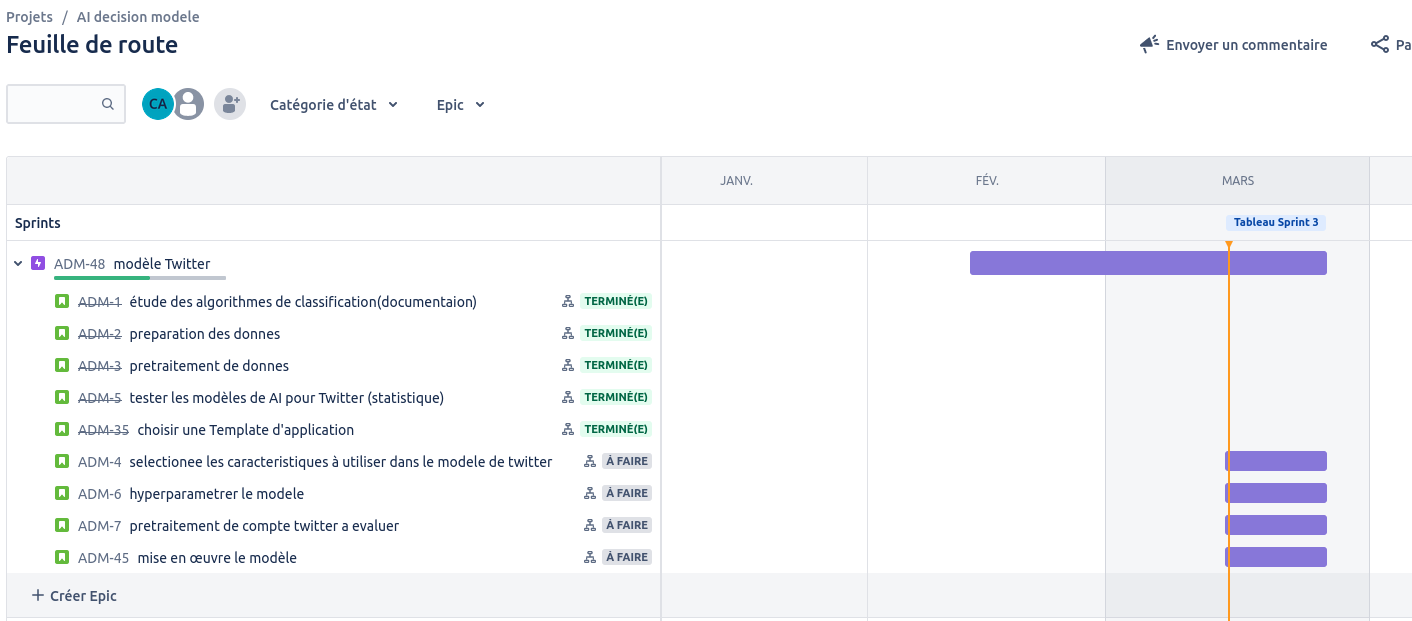 Projets / AI decision modele
Feuille de route
Envoyer un commentaire
Pa
CA
Catégorie d'état
Epic
JANV. FÉV. MARS
Sprints
Tableau Sprint 3
ADM-48 modèle Twitter
ADM-1 étude des algorithmes de classification(documentaion) TERMINÉ(E)
ADM-2 preparation des donnes TERMINÉ(E)
ADM-3 pretraitement de donnes TERMINÉ(E)
ADM-5 tester les modèles de AI pour Twitter (statistique) TERMINÉ(E)
ADM-35 choisir une Template d'application TERMINÉ(E)
ADM-4 selectionee les caracteristiques à utiliser dans le modele de twitter À FAIRE
ADM-6 hyperparametrer le modele À FAIRE
ADM-7 pretraitement de compte twitter a evaluer À FAIRE
ADM-45 mise en œuvre le modèle À FAIRE
+ Créer Epic